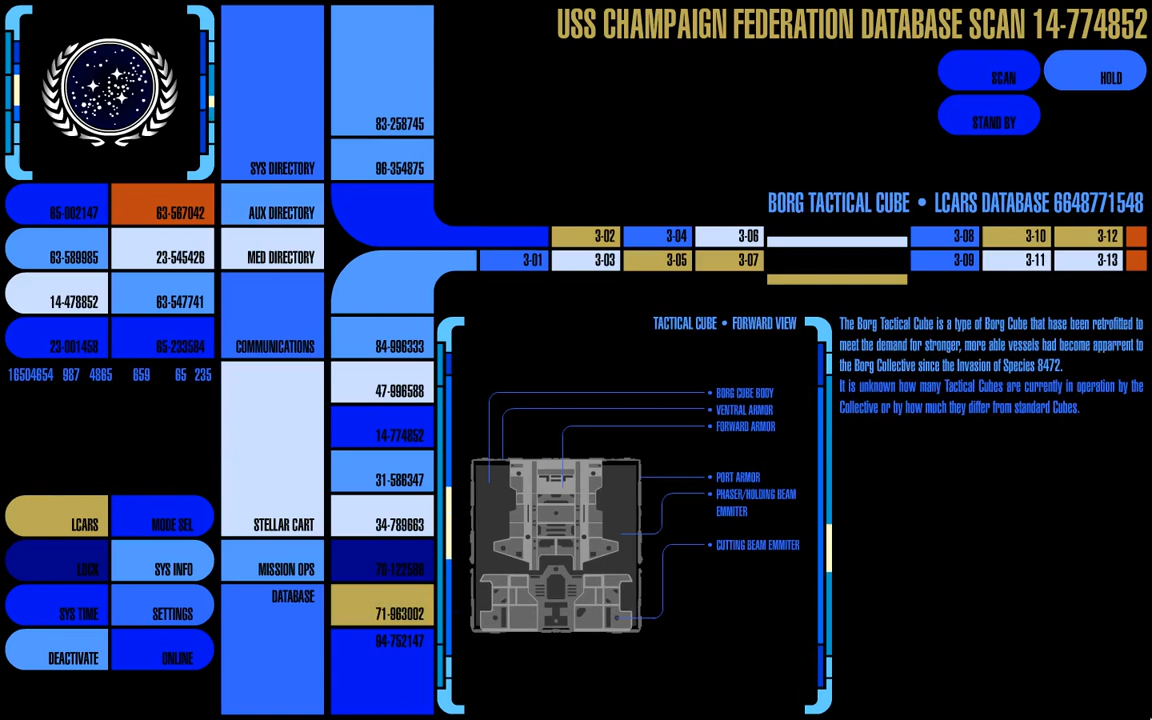 USS CHAMPAIGN FEDERATION DATABASE SCAN 14-774852
SCAN
HOLD
STAND BY
83-258745
SYS DIRECTORY
96-354875
BORG TACTICAL CUBE • LCARS DATABASE 6648771548
65-002147
63-567042
AUX DIRECTORY
3-02
3-04
3-06
3-08
3-10
3-12
63-589985
23-545426
MED DIRECTORY
3-01
3-03
3-05
3-07
3-09
3-11
3-13
14-478852
63-547741
23-001458
65-233584
COMMUNICATIONS
84-996333
16504654 987 4865 659 65 235
47-996588
14-774852
31-586347
LCARS
MODE SEL
STELLAR CART
34-789663
LOCK
SYS INFO
MISSION OPS
SYS TIME
SETTINGS
DATABASE
71-963002
DEACTIVATE
ONLINE
94-752147
TACTICAL CUBE • FORWARD VIEW
• BORG CUBE BODY
• VENTRAL ARMOR
• FORWARD ARMOR
• PORT ARMOR
• PHASER/HOLDING BEAM
EMMITER
• CUTTING BEAM EMMITER
The Borg Tactical Cube is a type of Borg Cube that hase been retrofitted to
meet the demand for stronger, more able vessels had become apparrent to
the Borg Collective since the Invasion of Species 8472.
It is unknown how many Tactical Cubes are currently in operation by the
Collective or by how much they differ from standard Cubes.